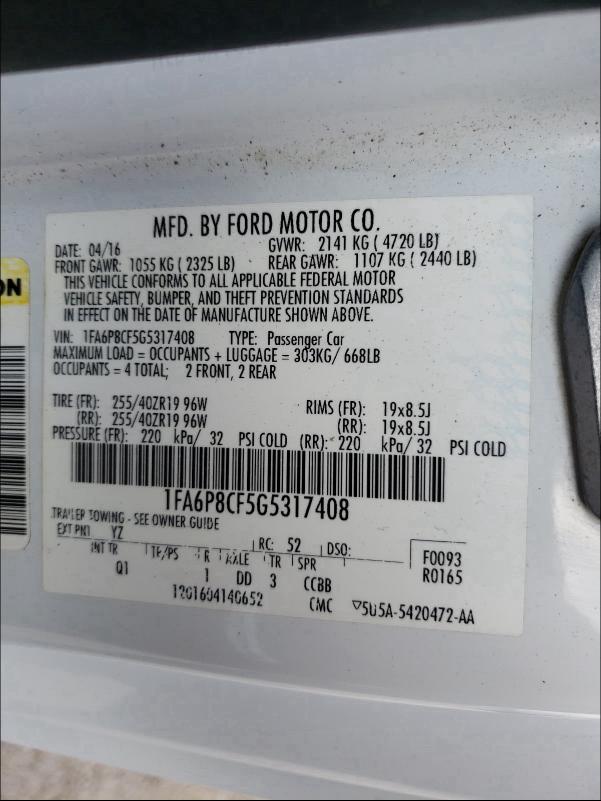 ON
MFD. BY FORD MOTOR CO.
DATE: 04/16 GVWR: 2141 KG ( 4720 LB)
FRONT GAWR: 1055 KG ( 2325 LB) REAR GAWR: 1107 KG ( 2440 LB)
THIS VEHICLE CONFORMS TO ALL APPLICABLE FEDERAL MOTOR
VEHICLE SAFETY, BUMPER, AND THEFT PREVENTION STANDARDS
IN EFFECT ON THE DATE OF MANUFACTURE SHOWN ABOVE.
VIN: 1FA6P8CF5G5317408 TYPE: Passenger Car
MAXIMUM LOAD = OCCUPANTS + LUGGAGE = 303KG/ 668LB
OCCUPANTS = 4 TOTAL; 2 FRONT, 2 REAR
TIRE (FR): 255/40ZR19 96W RIMS (FR): 19x8.5J
(RR): 255/40ZR19 96W (RR): 19x8.5J
PRESSURE (FR): 220 kPa/ 32 PSI COLD (RR): 220 kPa/ 32 PSI COLD
1FA6P8CF5G5317408
TRAILER TOWING - SEE OWNER GUIDE
EXT PNT YZ RC: 52 DSO: F0093
INT TR TP/PS R AXLE TR SPR R0165
Q1 1 DD 3 CCBB
1201604140652 CMC ▽5U5A-5420472-AA